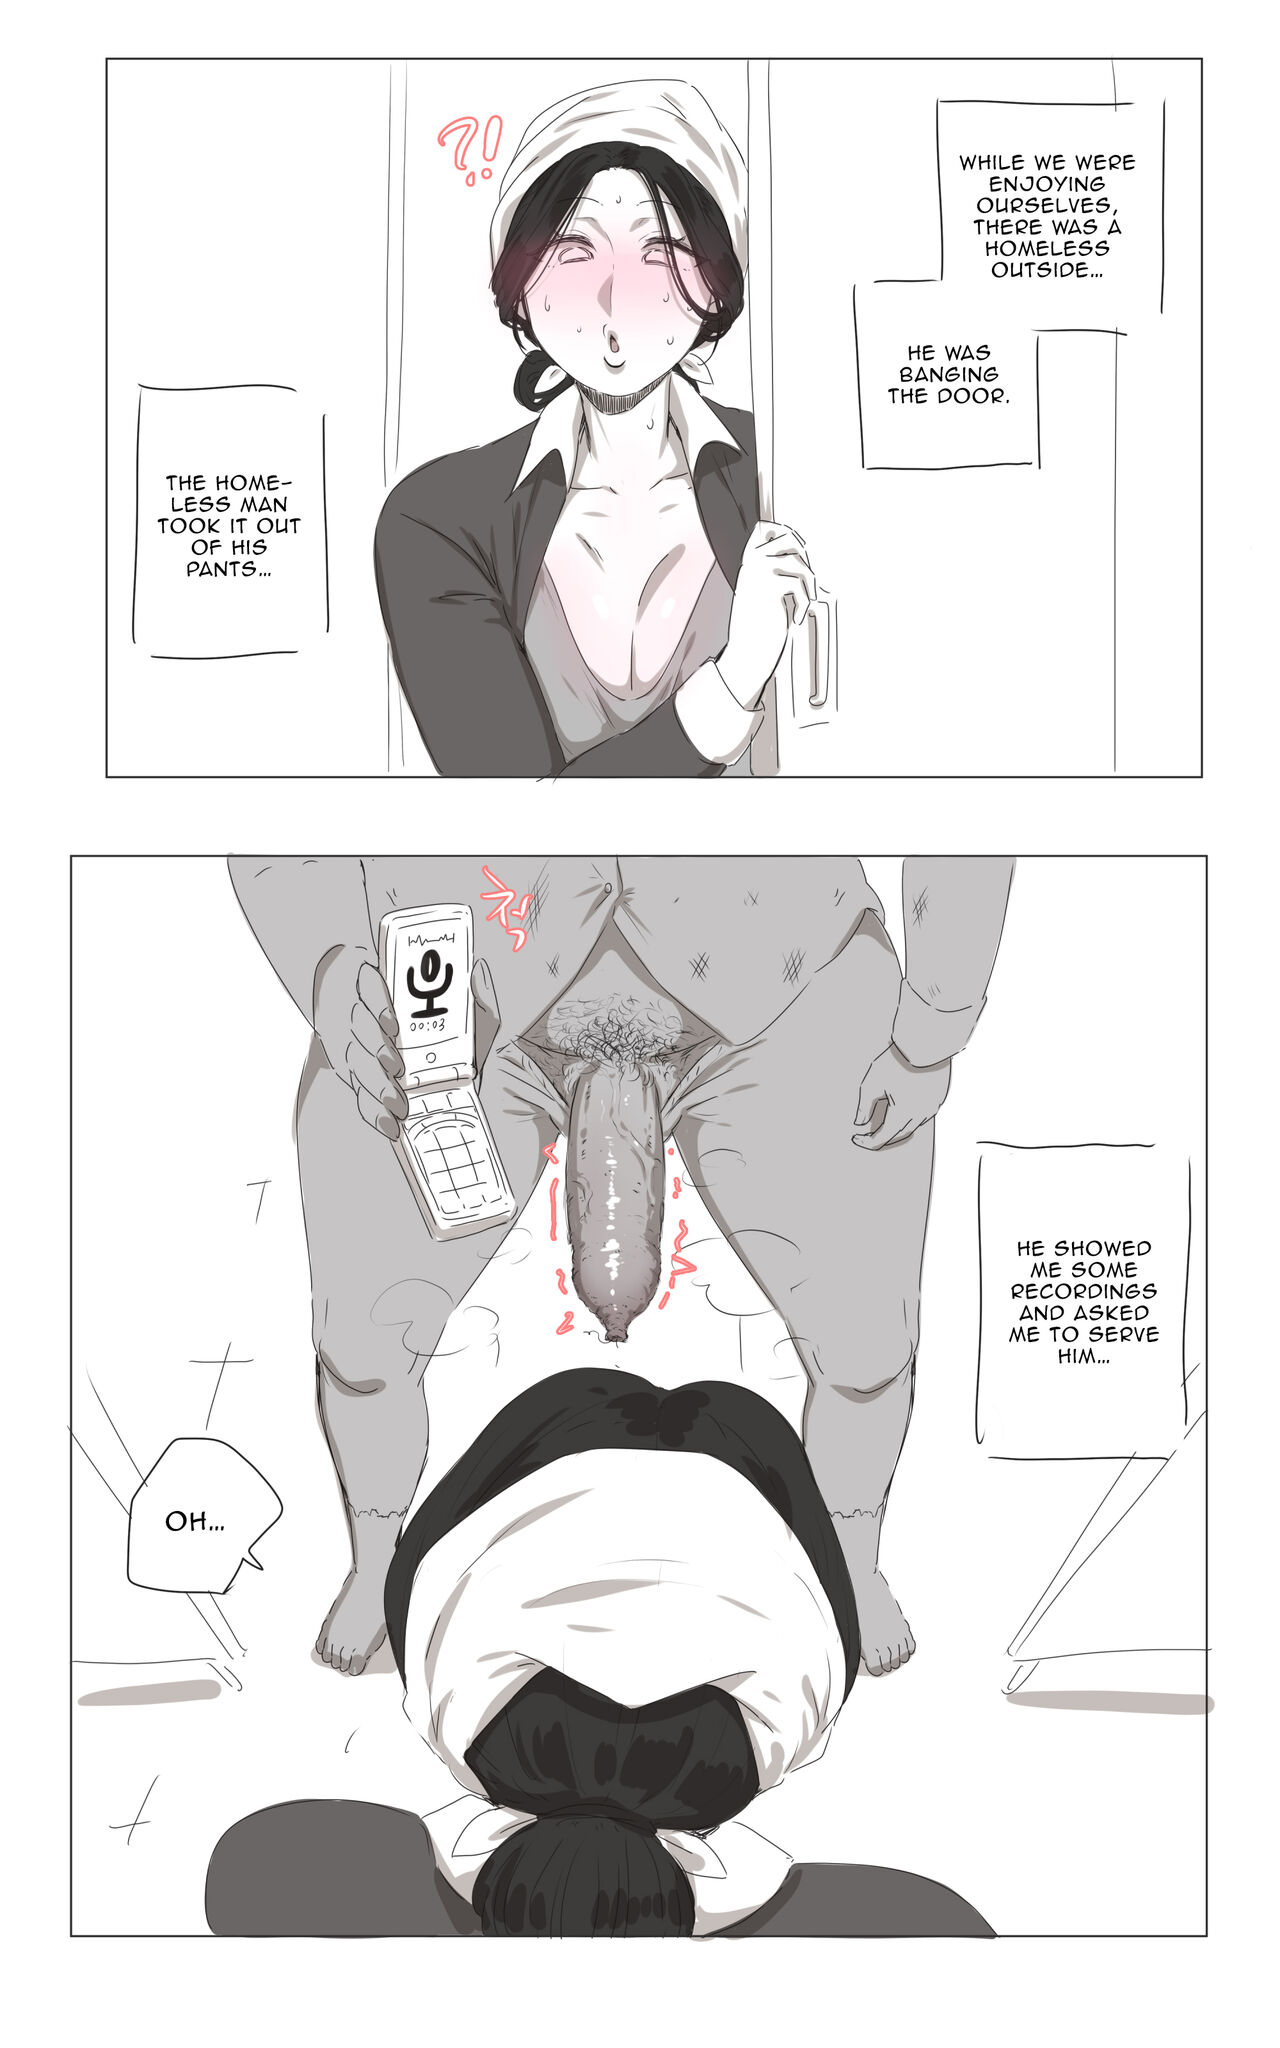 ?!
WHILE WE WERE
ENJOYING
OURSELVES,
THERE WAS A
HOMELESS
OUTSIDE...
HE WAS
BANGING
THE DOOR.
THE HOME-
LESS MAN
TOOK IT OUT
OF HIS
PANTS...
척
00:03
HE SHOWED
ME SOME
RECORDINGS
AND ASKED
ME TO SERVE
HIM...
OH...